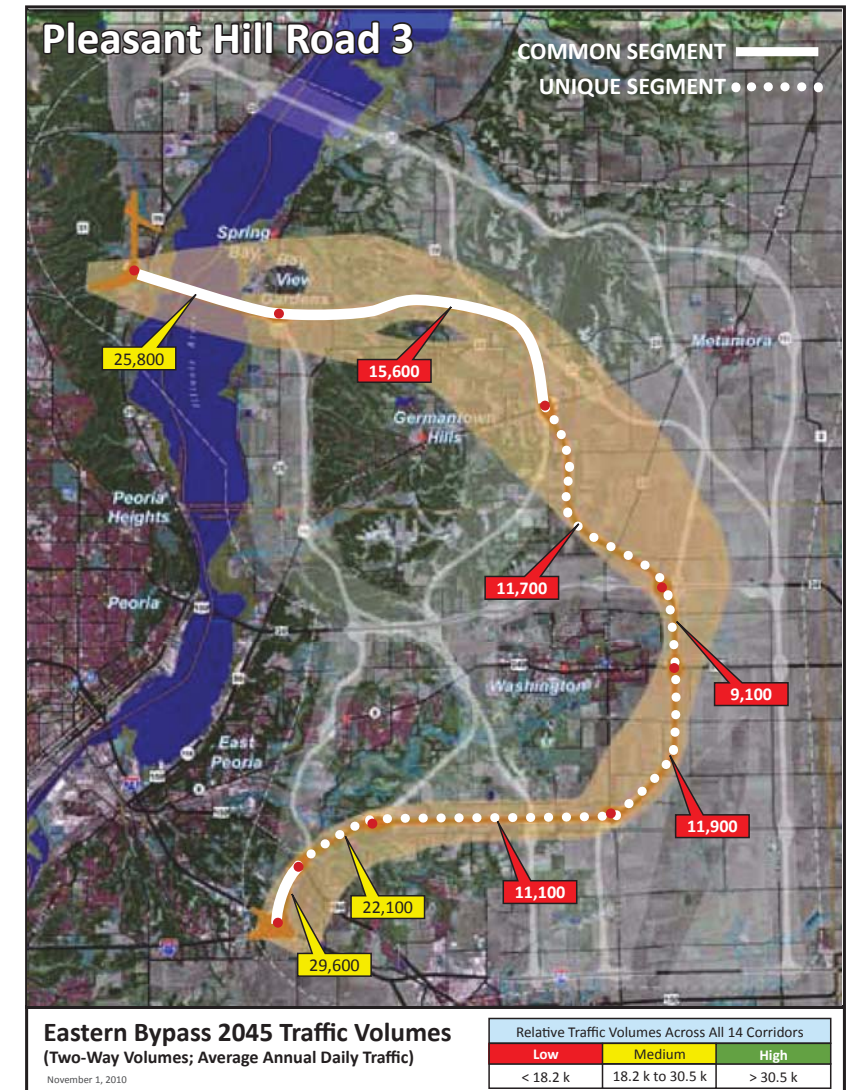 Pleasant Hill Road 3
COMMON SEGMENT
UNIQUE SEGMENT
Spring
Bay
Bay
View
Gardens
25,800
15,600
Metamora
Germantown
Hills
Peoria
Heights
11,700
Peoria
Washington
9,100
East
Peoria
11,900
11,100
22,100
29,600
Eastern Bypass 2045 Traffic Volumes
(Two-Way Volumes; Average Annual Daily Traffic)
November 1, 2010
Relative Traffic Volumes Across All 14 Corridors
Low Medium High
< 18.2 k 18.2 k to 30.5 k > 30.5 k